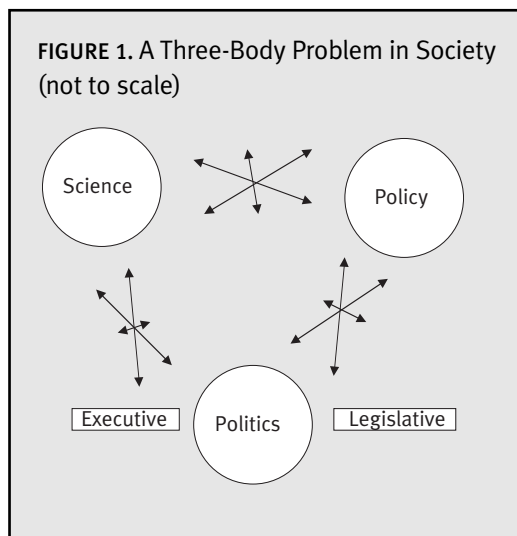 FIGURE 1. A Three-Body Problem in Society
(not to scale)
Science
Policy
Executive
Politics
Legislative